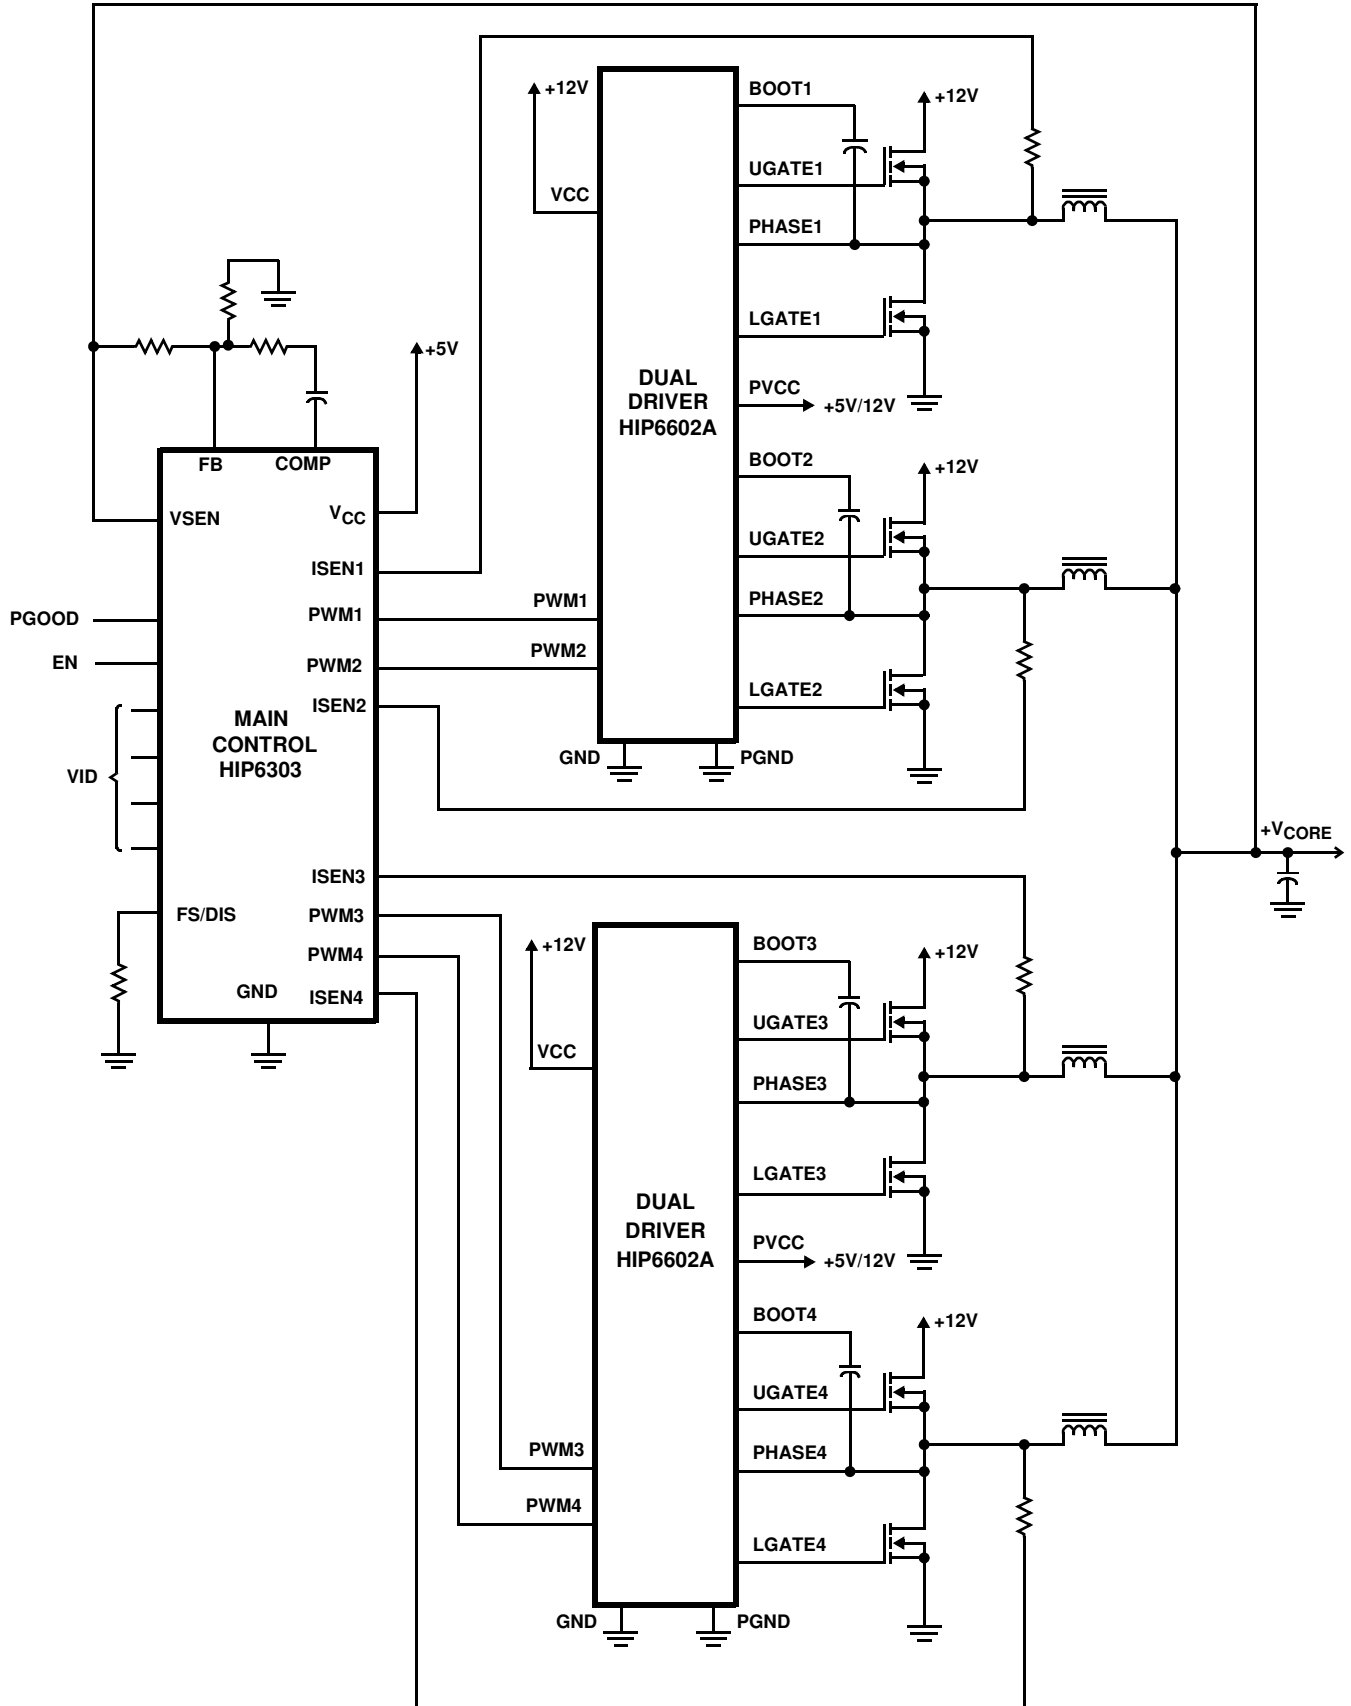 +12V
BOOT1
+12V
UGATE1
VCC
PHASE1
LGATE1
+5V
DUAL
DRIVER
HIP6602A
PVCC
+5V/12V
FB
COMP
BOOT2
+12V
VSEN
VCC
UGATE2
ISEN1
PGOOD
PWM1
PWM1
PHASE2
EN
PWM2
PWM2
ISEN2
LGATE2
MAIN
CONTROL
HIP6303
VID
GND
PGND
+VCORE
ISEN3
FS/DIS
PWM3
PWM4
GND
ISEN4
+12V
BOOT3
+12V
UGATE3
VCC
PHASE3
LGATE3
DUAL
DRIVER
HIP6602A
PVCC
+5V/12V
BOOT4
+12V
UGATE4
PWM3
PHASE4
PWM4
LGATE4
GND
PGND